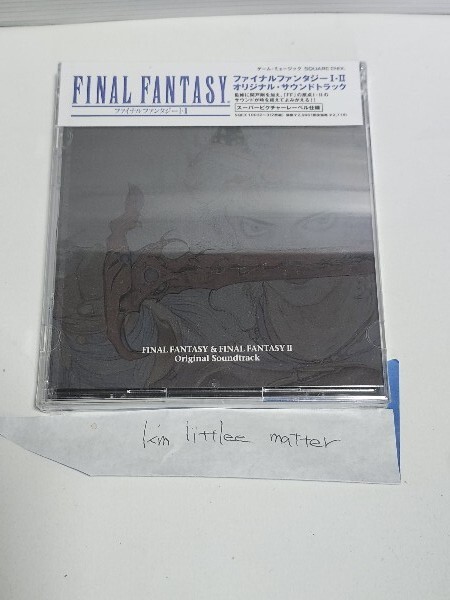 ゲーム・ミュージック SQUARE ENIX.
FINAL FANTASY®
ファイナルファンタジーI・II
ファイナルファンタジーI・II
オリジナル・サウンドトラック
スーパーピクチャーレーベル仕様
FINAL FANTASY & FINAL FANTASY II
Original Soundtrack
kim littlee matter